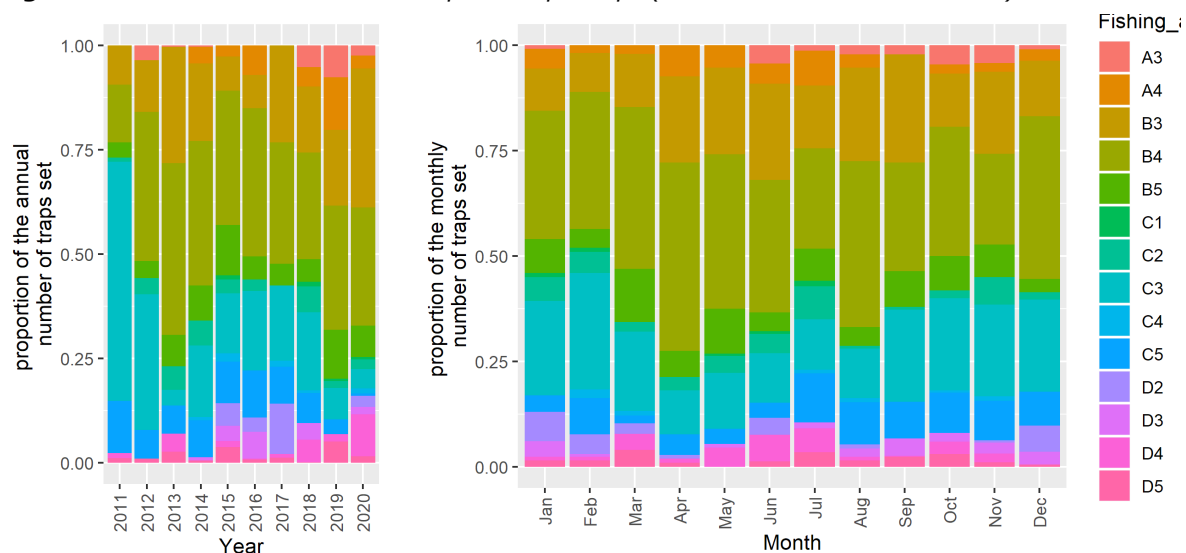 Fishing_a
1.00
0.75
0.50
0.25
0.00
proportion of the annual
number of traps set
2011
2012
2013
2014
2015
2016
2017
2018
2019
2020
Year
1.00
0.75
0.50
0.25
0.00
proportion of the monthly
number of traps set
Jan
Feb
Mar
Apr
May
Jun
Jul
Aug
Sep
Oct
Nov
Dec
Month
A3
A4
B3
B4
B5
C1
C2
C3
C4
C5
D2
D3
D4
D5